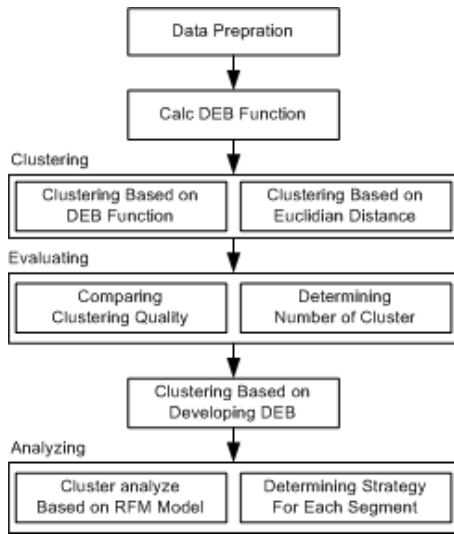 Data Prepration
Calc DEB Function
Clustering
Clustering Based on
DEB Function
Clustering Based on
Euclidian Distance
Evaluating
Comparing
Clustering Quality
Determining
Number of Cluster
Clustering Based on
Developing DEB
Analyzing
Cluster analyze
Based on RFM Model
Determining Strategy
For Each Segment